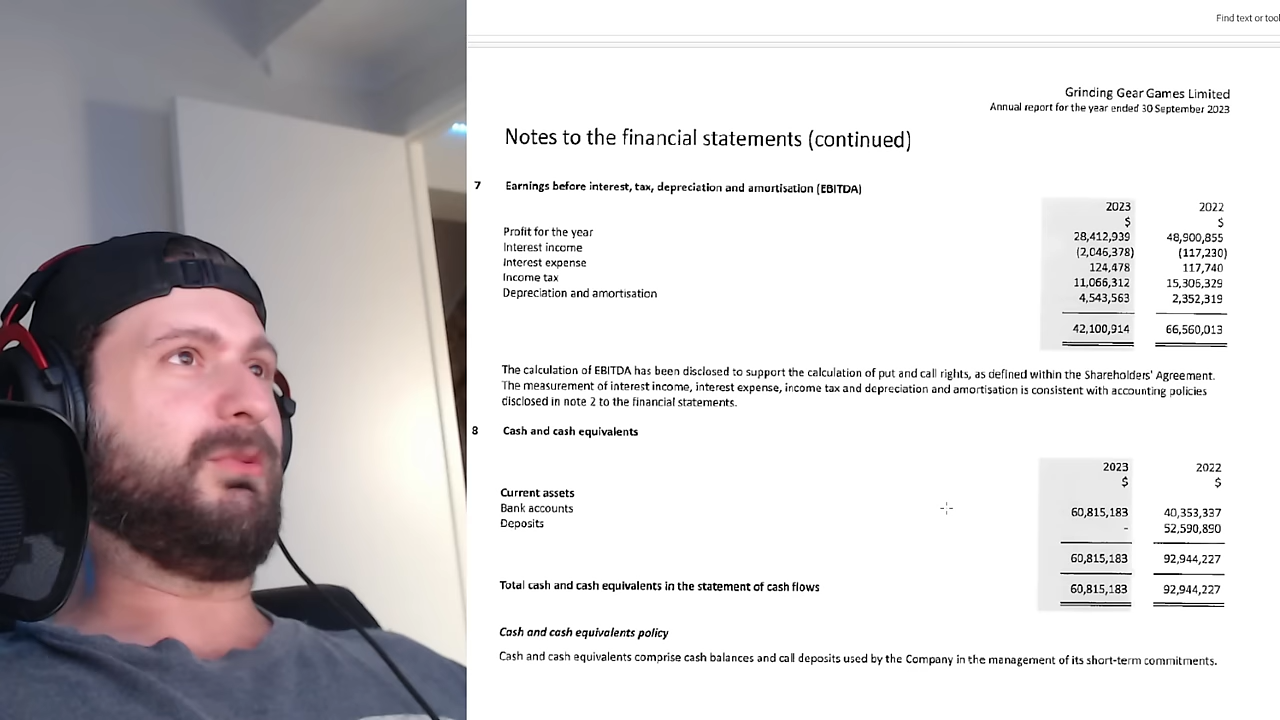 Find text or tool
Grinding Gear Games Limited
Annual report for the year ended 30 September 2023
Notes to the financial statements (continued)
7 Earnings before interest, tax, depreciation and amortisation (EBITDA)
2023 2022
$ $
Profit for the year 28,412,939 48,900,855
Interest income (2,046,378) (117,230)
Interest expense 124,478 117,740
Income tax 11,066,312 15,306,329
Depreciation and amortisation 4,543,563 2,352,319
42,100,914 66,560,013
The calculation of EBITDA has been disclosed to support the calculation of put and call rights, as defined within the Shareholders' Agreement.
The measurement of interest income, interest expense, income tax and depreciation and amortisation is consistent with accounting policies
disclosed in note 2 to the financial statements.
8 Cash and cash equivalents
2023 2022
$ $
Current assets
Bank accounts 60,815,183 40,353,337
Deposits - 52,590,890
60,815,183 92,944,227
Total cash and cash equivalents in the statement of cash flows 60,815,183 92,944,227
Cash and cash equivalents policy
Cash and cash equivalents comprise cash balances and call deposits used by the Company in the management of its short-term commitments.